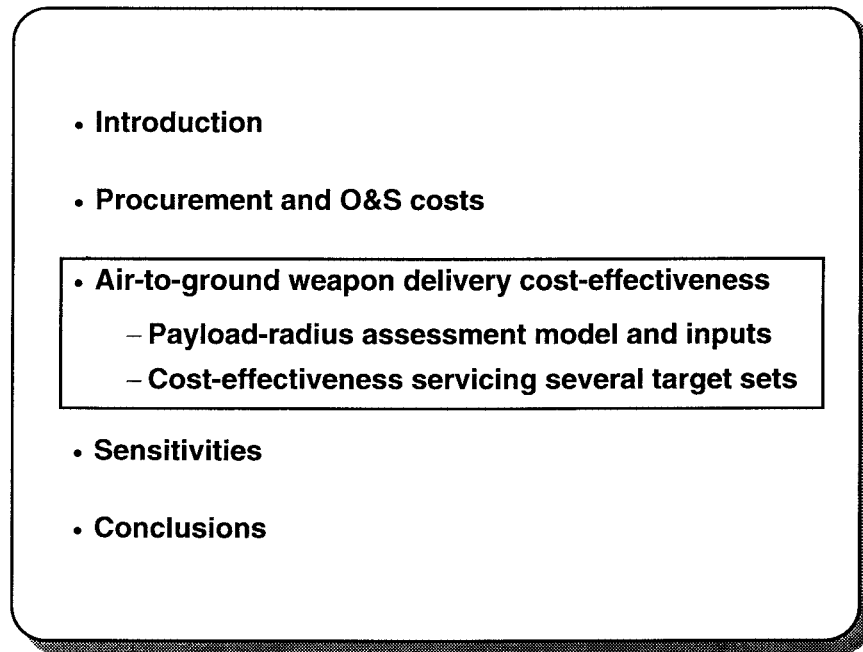 • Introduction
• Procurement and O&S costs
• Air-to-ground weapon delivery cost-effectiveness
– Payload-radius assessment model and inputs
– Cost-effectiveness servicing several target sets
• Sensitivities
• Conclusions